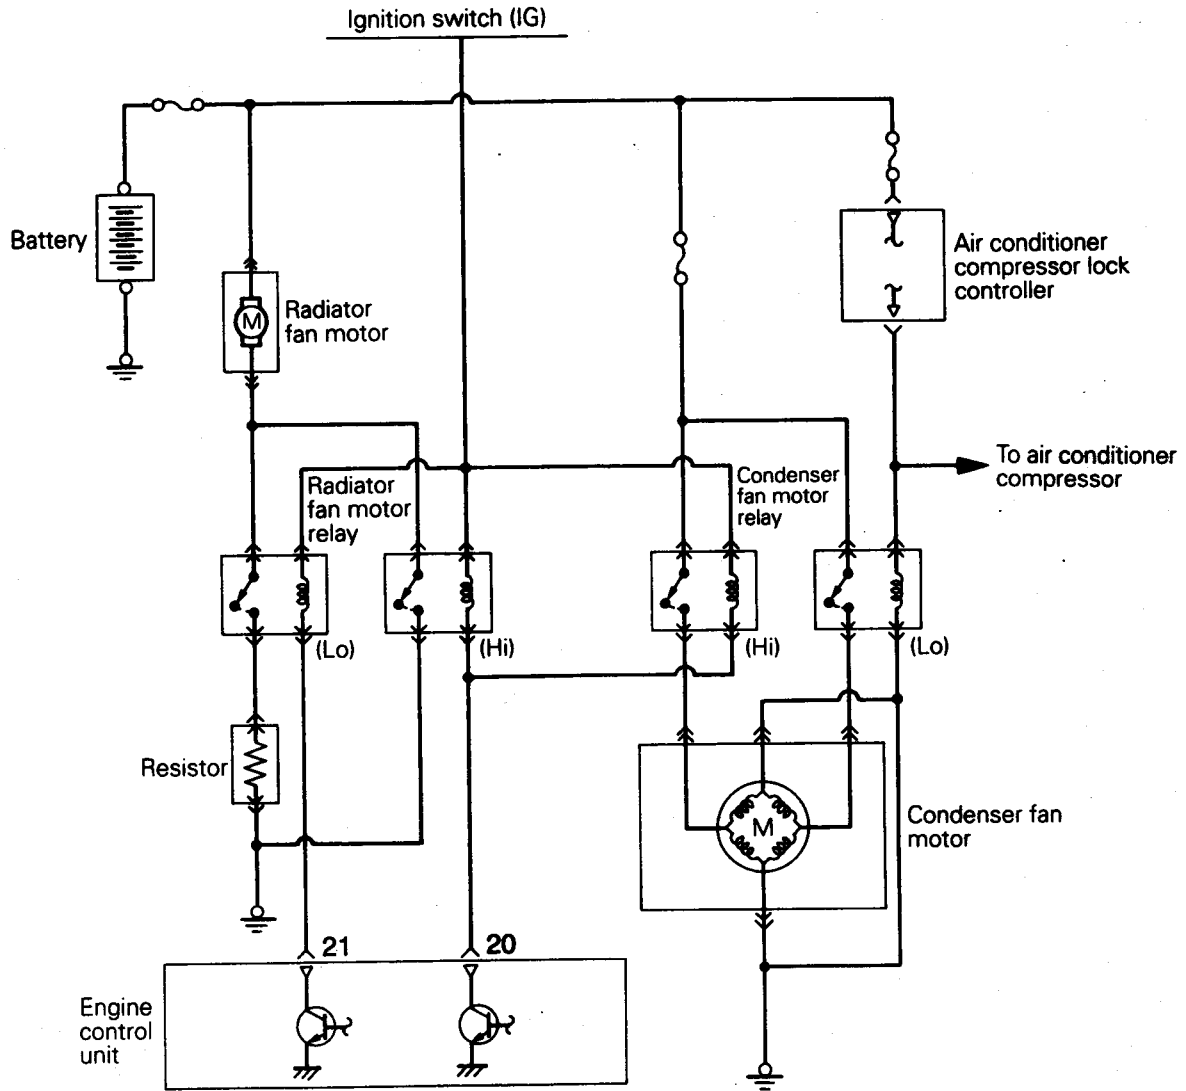 Ignition switch (IG)
Battery
Radiator
fan motor
M
Air conditioner
compressor lock
controller
To air conditioner
compressor
Radiator
fan motor
relay
Condenser
fan motor
relay
(Lo)
(Hi)
(Hi)
(Lo)
Resistor
M
Condenser fan
motor
21
20
Engine
control
unit